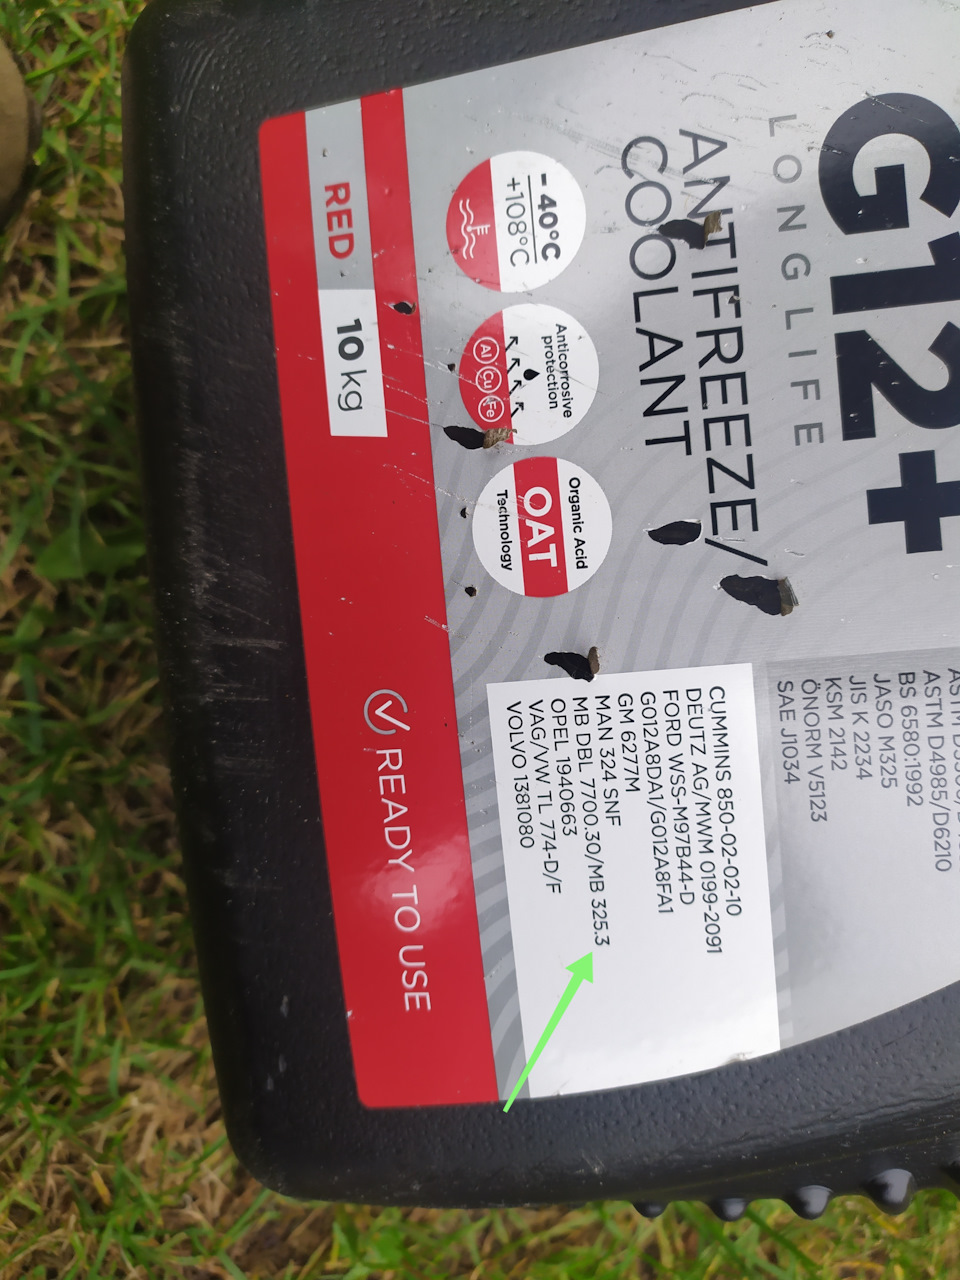 G12+
LONGLIFE
ANTIFREEZE/
COOLANT
-40°C
+108°C
Anticorrosive
protection
Al Cu Fe
Organic Acid
OAT
Technology
RED
10 kg
ASTM D4985/D6210
BS 6580:1992
JASO M325
JIS K 2234
KSM 2142
ÖNORM V5123
SAE J1034
CUMMINS 850-02-02-10
DEUTZ AG/MWM 0199-2091
FORD WSS-M97B44-D
G012A8DA1/G012A8FA1
GM 6277M
MAN 324 SNF
MB DBL 7700.30/MB 325.3
OPEL 1940663
VAG/VW TL 774-D/F
VOLVO 1381080
READY TO USE